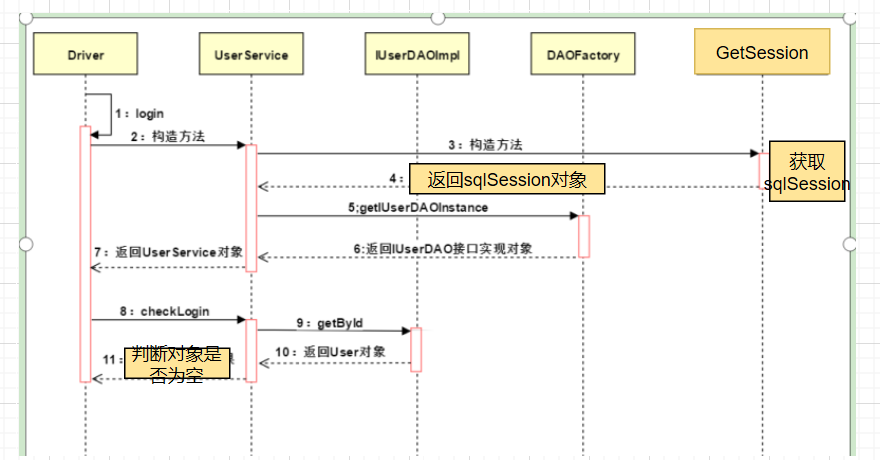 Driver
UserService
IUserDAOImpl
DAOFactory
GetSession
1：login
2：构造方法
3：构造方法
获取
sqlSession
4：
返回sqlSession对象
5;getIUserDAOInstance
6:返回IUserDAO接口实现对象
7：返回UserService对象
8：checkLogin
9：getById
10：返回User对象
11：
判断对象是
否为空